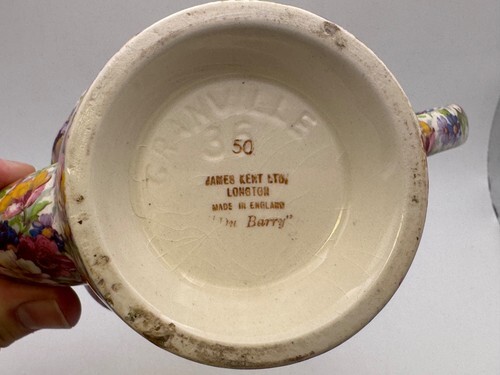 GRANVILLE
36
50
JAMES KENT LTD.
LONGTON
MADE IN ENGLAND
"Du Barry"